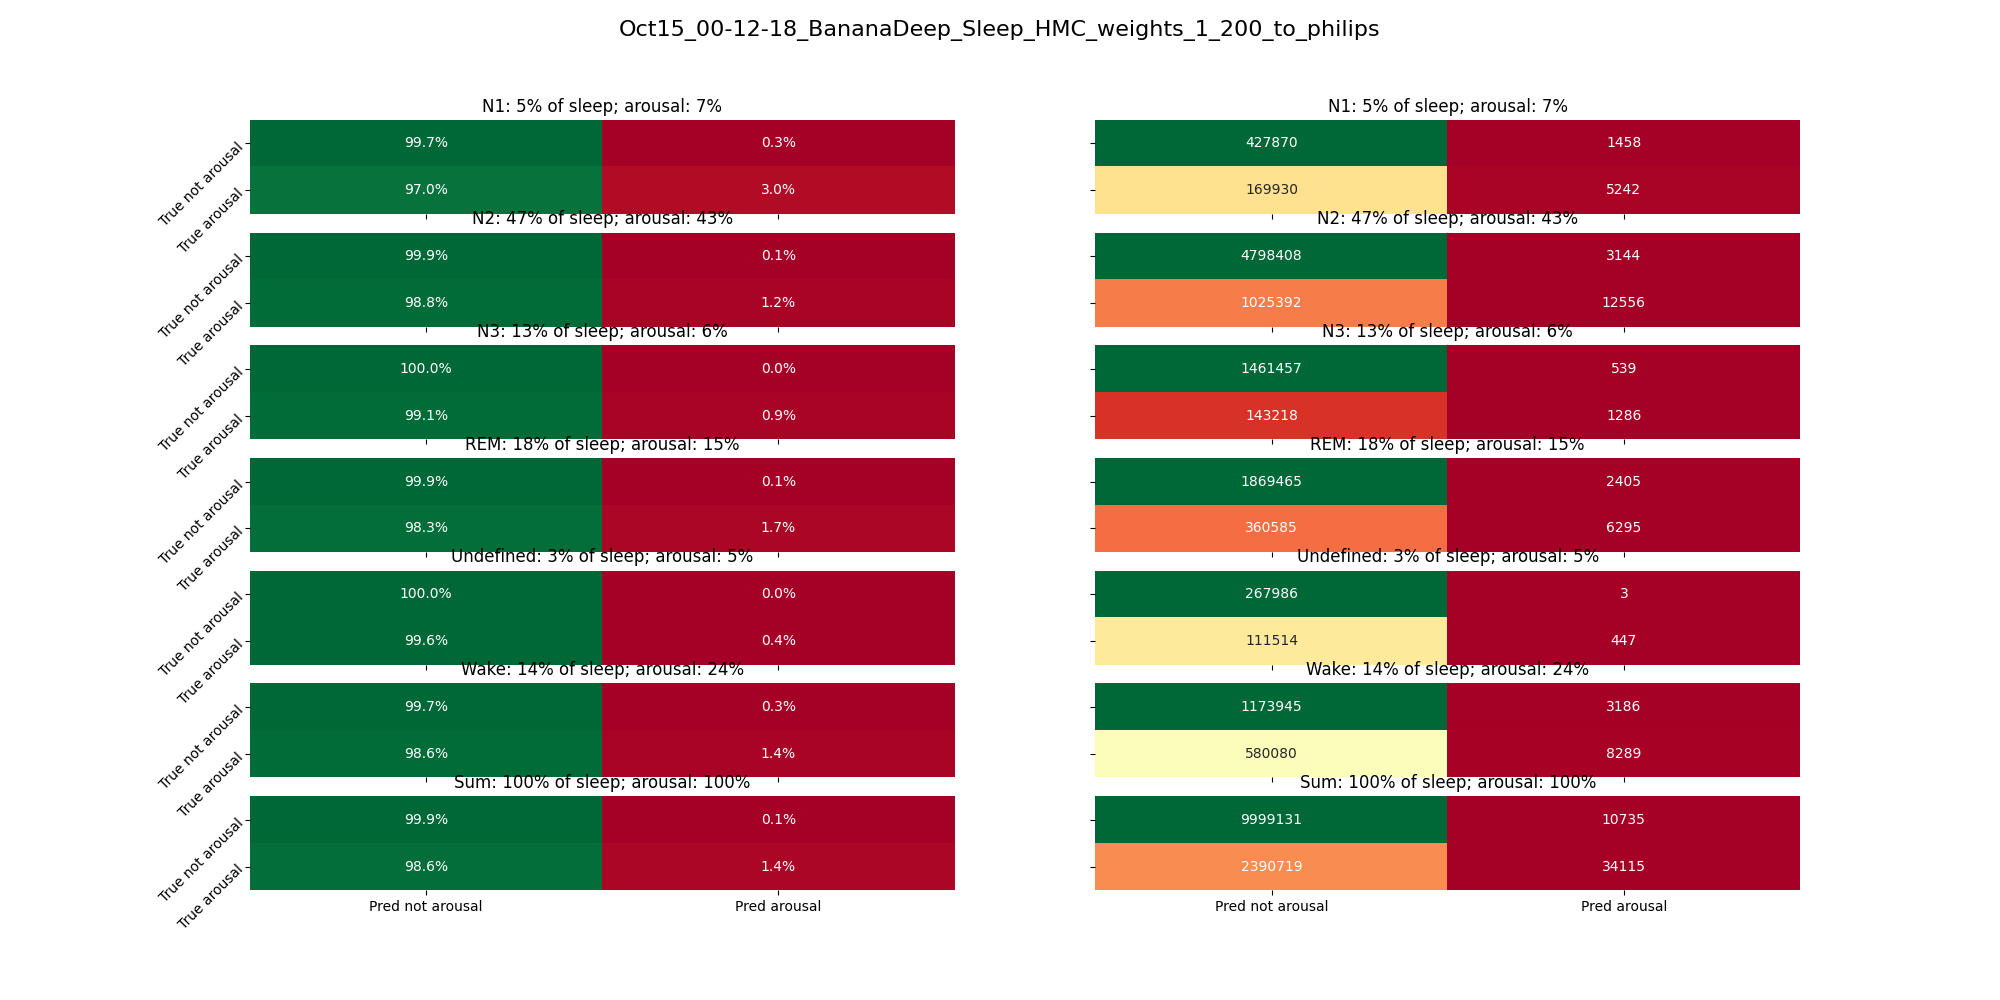 Oct15_00-12-18_BananaDeep_Sleep_HMC_weights_1_200_to_philips
N1: 5% of sleep; arousal: 7%
N1: 5% of sleep; arousal: 7%
True not arousal
99.7%
0.3%
427870
1458
True arousal
97.0%
3.0%
169930
5242
N2: 47% of sleep; arousal: 43%
N2: 47% of sleep; arousal: 43%
True not arousal
99.9%
0.1%
4798408
3144
True arousal
98.8%
1.2%
1025392
12556
N3: 13% of sleep; arousal: 6%
N3: 13% of sleep; arousal: 6%
True not arousal
100.0%
0.0%
1461457
539
True arousal
99.1%
0.9%
143218
1286
REM: 18% of sleep; arousal: 15%
REM: 18% of sleep; arousal: 15%
True not arousal
99.9%
0.1%
1869465
2405
True arousal
98.3%
1.7%
360585
6295
Undefined: 3% of sleep; arousal: 5%
Undefined: 3% of sleep; arousal: 5%
True not arousal
100.0%
0.0%
267986
3
True arousal
99.6%
0.4%
111514
447
Wake: 14% of sleep; arousal: 24%
Wake: 14% of sleep; arousal: 24%
True not arousal
99.7%
0.3%
1173945
3186
True arousal
98.6%
1.4%
580080
8289
Sum: 100% of sleep; arousal: 100%
Sum: 100% of sleep; arousal: 100%
True not arousal
99.9%
0.1%
9999131
10735
True arousal
98.6%
1.4%
2390719
34115
Pred not arousal
Pred arousal
Pred not arousal
Pred arousal